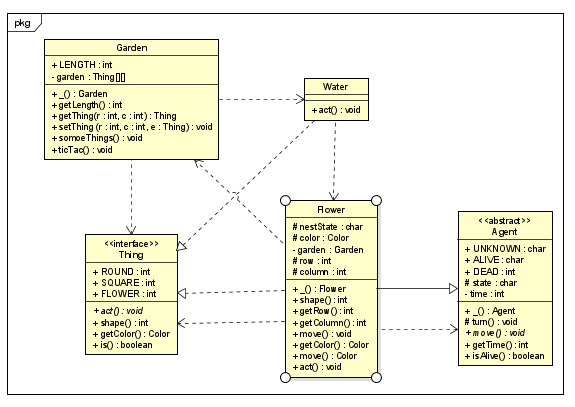 pkg
Garden
+ LENGTH : int
- garden : Thing[][]
+ _() : Garden
+ getLength() : int
+ getThing(r : int, c : int) : Thing
+ setThing (r : int, c : int, e : Thing) : void
+ somoeThings() : void
+ ticTac() : void
Water
+ act() : void
<<interface>>
Thing
+ ROUND : int
+ SQUARE : int
+ FLOWER : int
+ act() : void
+ shape() : int
+ getColor() : Color
+ is() : boolean
Flower
# nestState : char
# color : Color
- garden : Garden
# row : int
# column : int
+ _() : Flower
+ shape() : int
+ getRow() : int
+ getColumn() : int
+ move() : void
+ getColor() : Color
+ move() : Color
+ act() : void
<<abstract>>
Agent
+ UNKNOWN : char
+ ALIVE : char
+ DEAD : int
# state : char
- time : int
+ _() : Agent
# turn() : void
+ move() : void
+ getTime() : int
+ isAlive() : boolean